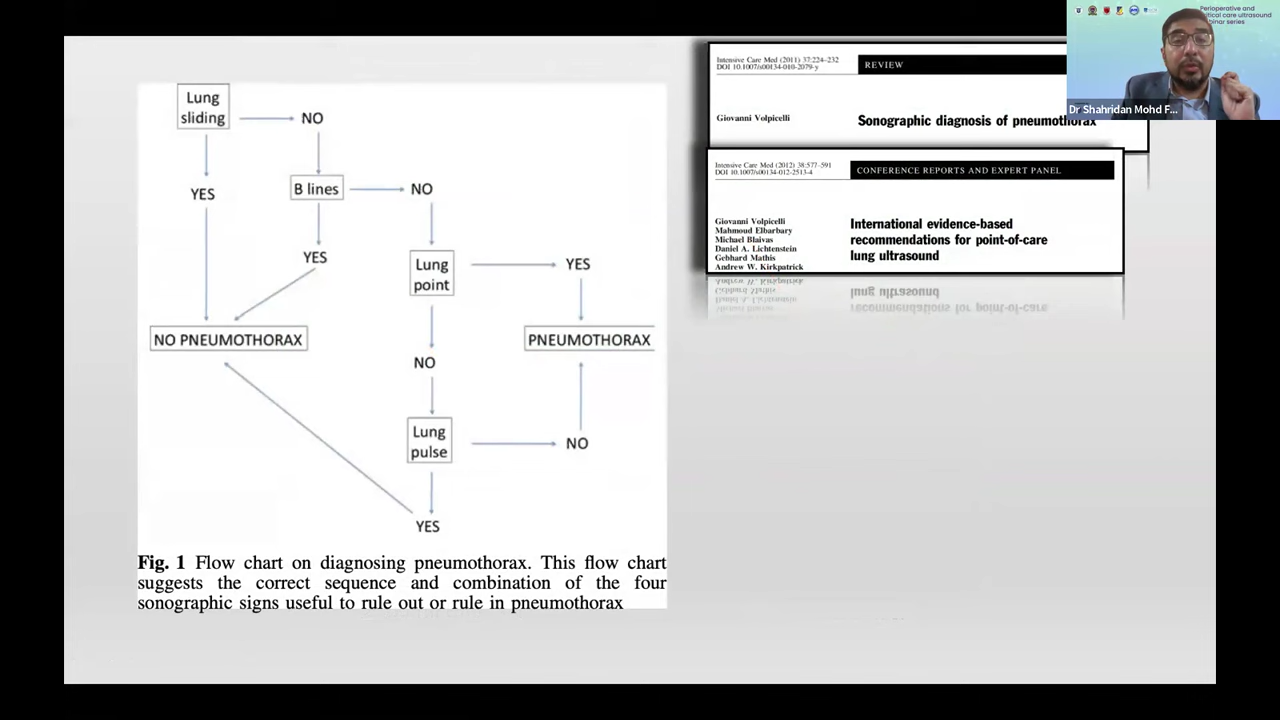 Lung
sliding
NO
YES
B lines
NO
YES
Lung
point
YES
NO PNEUMOTHORAX
PNEUMOTHORAX
NO
Lung
pulse
NO
YES
Fig. 1 Flow chart on diagnosing pneumothorax. This flow chart
suggests the correct sequence and combination of the four
sonographic signs useful to rule out or rule in pneumothorax
Intensive Care Med (2011) 37:224–232
DOI 10.1007/s00134-010-2079-y
REVIEW
Giovanni Volpicelli
Sonographic diagnosis of pneumothorax
Intensive Care Med (2012) 38:577–591
DOI 10.1007/s00134-012-2513-4
CONFERENCE REPORTS AND EXPERT PANEL
Giovanni Volpicelli
Mahmoud Elbarbary
Michael Blaivas
Daniel A. Lichtenstein
Gebhard Mathis
Andrew W. Kirkpatrick
International evidence-based
recommendations for point-of-care
lung ultrasound
Perioperative and
critical care ultrasound
webinar series
Dr Shahridan Mohd F...